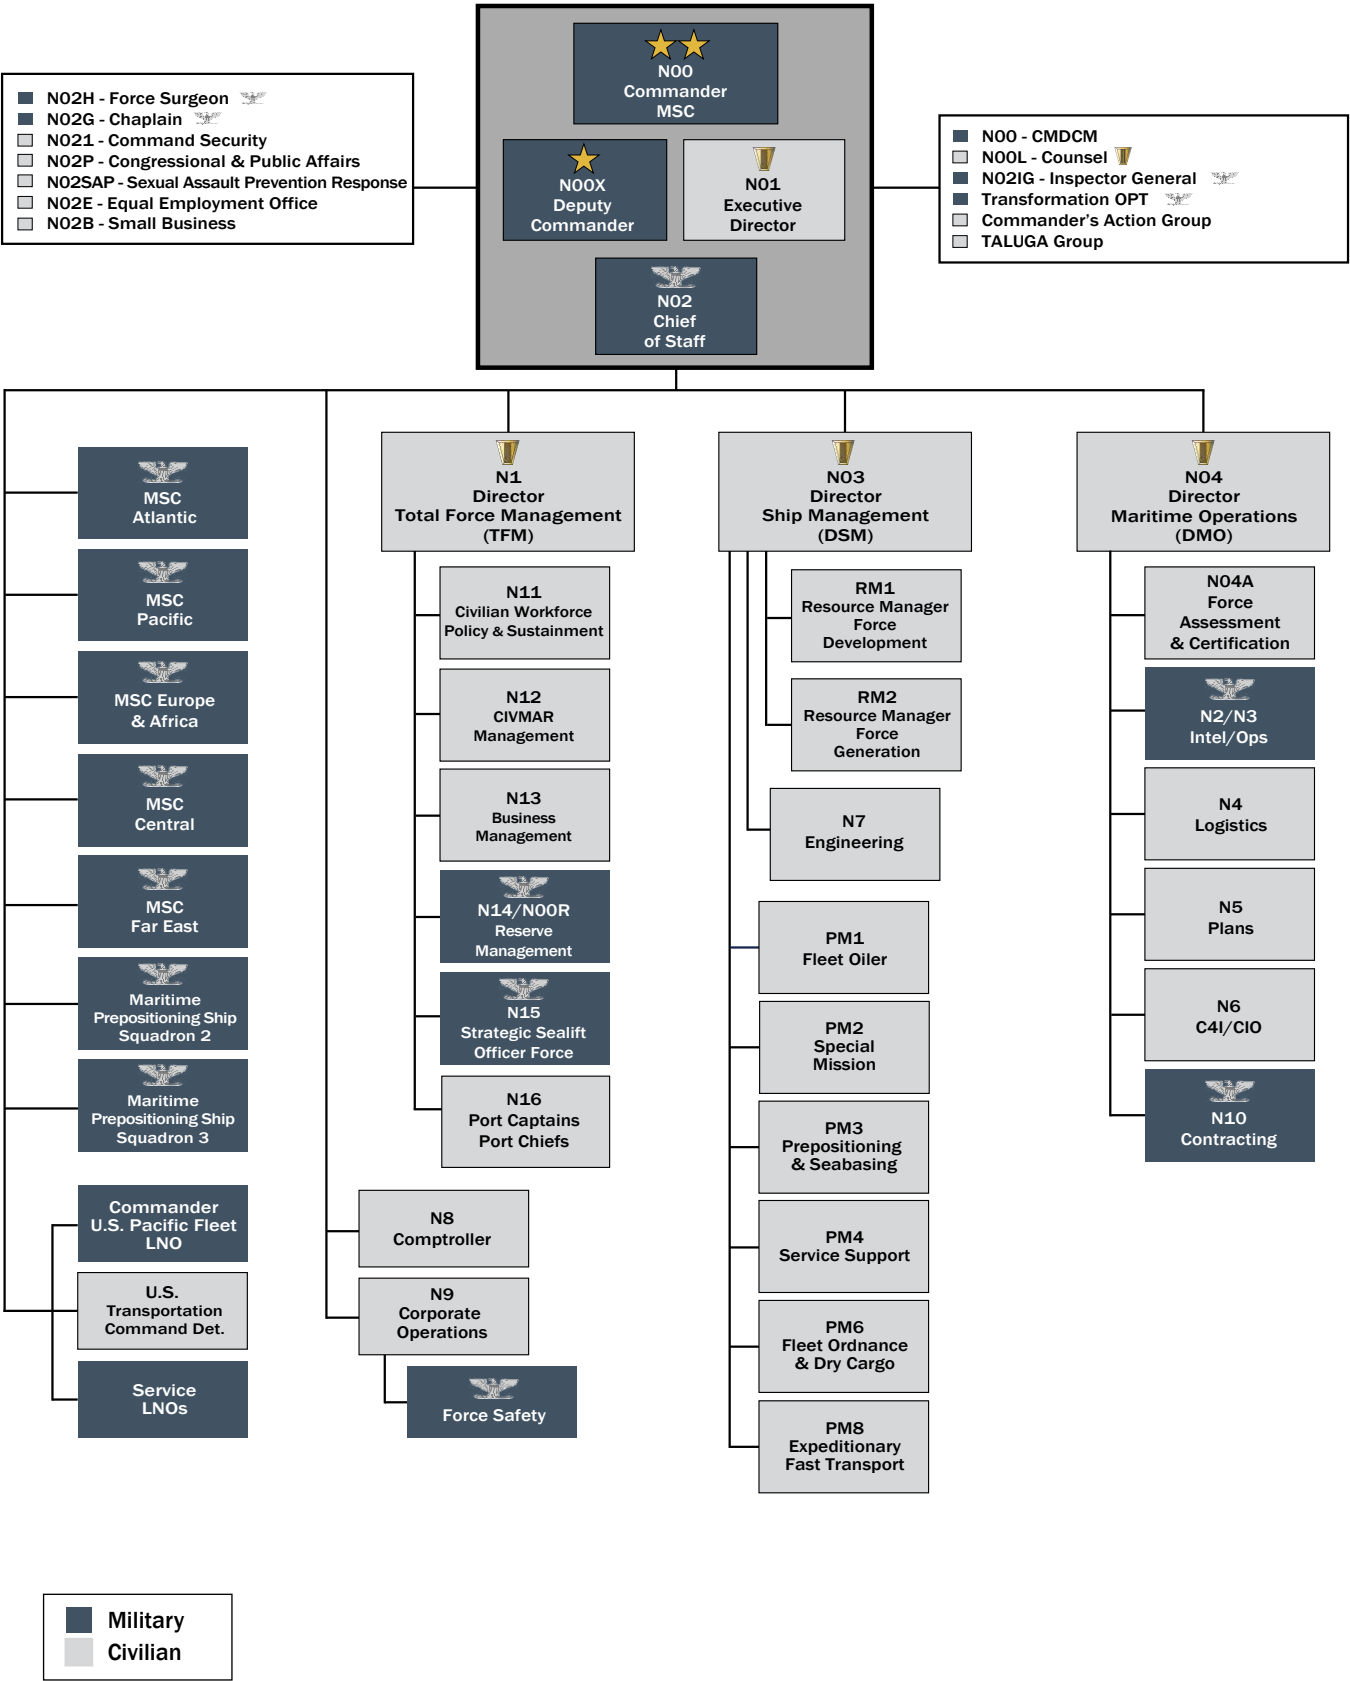 N00
Commander
MSC
N00X
Deputy
Commander
N01
Executive
Director
N02
Chief
of Staff
N02H - Force Surgeon
N02G - Chaplain
N021 - Command Security
N02P - Congressional & Public Affairs
N02SAP - Sexual Assault Prevention Response
N02E - Equal Employment Office
N02B - Small Business
N00 - CMDCM
N00L - Counsel
N02IG - Inspector General
Transformation OPT
Commander's Action Group
TALUGA Group
MSC
Atlantic
MSC
Pacific
MSC Europe
& Africa
MSC
Central
MSC
Far East
Maritime
Prepositioning Ship
Squadron 2
Maritime
Prepositioning Ship
Squadron 3
Commander
U.S. Pacific Fleet
LNO
U.S.
Transportation
Command Det.
Service
LNOs
N1
Director
Total Force Management
(TFM)
N11
Civilian Workforce
Policy & Sustainment
N12
CIVMAR
Management
N13
Business
Management
N14/N00R
Reserve
Management
N15
Strategic Sealift
Officer Force
N16
Port Captains
Port Chiefs
N8
Comptroller
N9
Corporate
Operations
Force Safety
N03
Director
Ship Management
(DSM)
RM1
Resource Manager
Force
Development
RM2
Resource Manager
Force
Generation
N7
Engineering
PM1
Fleet Oiler
PM2
Special
Mission
PM3
Prepositioning
& Seabasing
PM4
Service Support
PM6
Fleet Ordnance
& Dry Cargo
PM8
Expeditionary
Fast Transport
N04
Director
Maritime Operations
(DMO)
N04A
Force
Assessment
& Certification
N2/N3
Intel/Ops
N4
Logistics
N5
Plans
N6
C4I/CIO
N10
Contracting
Military
Civilian